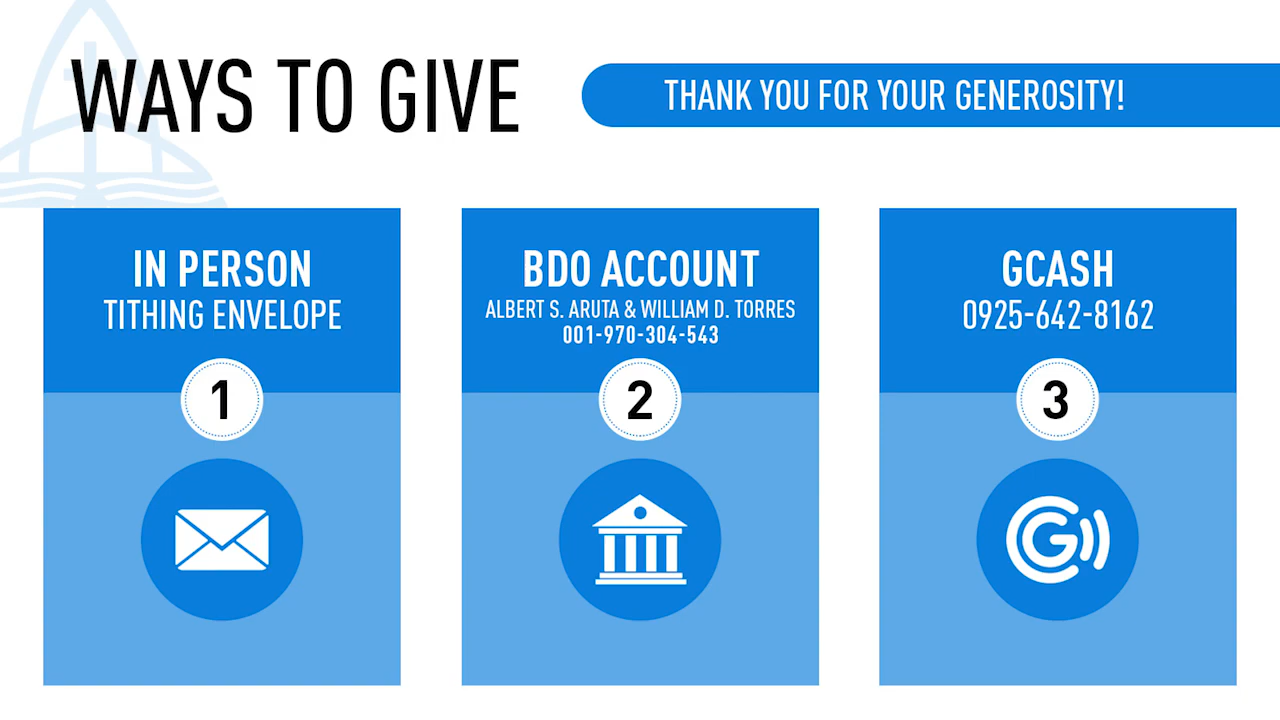 WAYS TO GIVE
THANK YOU FOR YOUR GENEROSITY!
IN PERSON
TITHING ENVELOPE
1
BDO ACCOUNT
ALBERT S. ARUTA & WILLIAM D. TORRES
001-970-304-543
2
GCASH
0925-642-8162
3